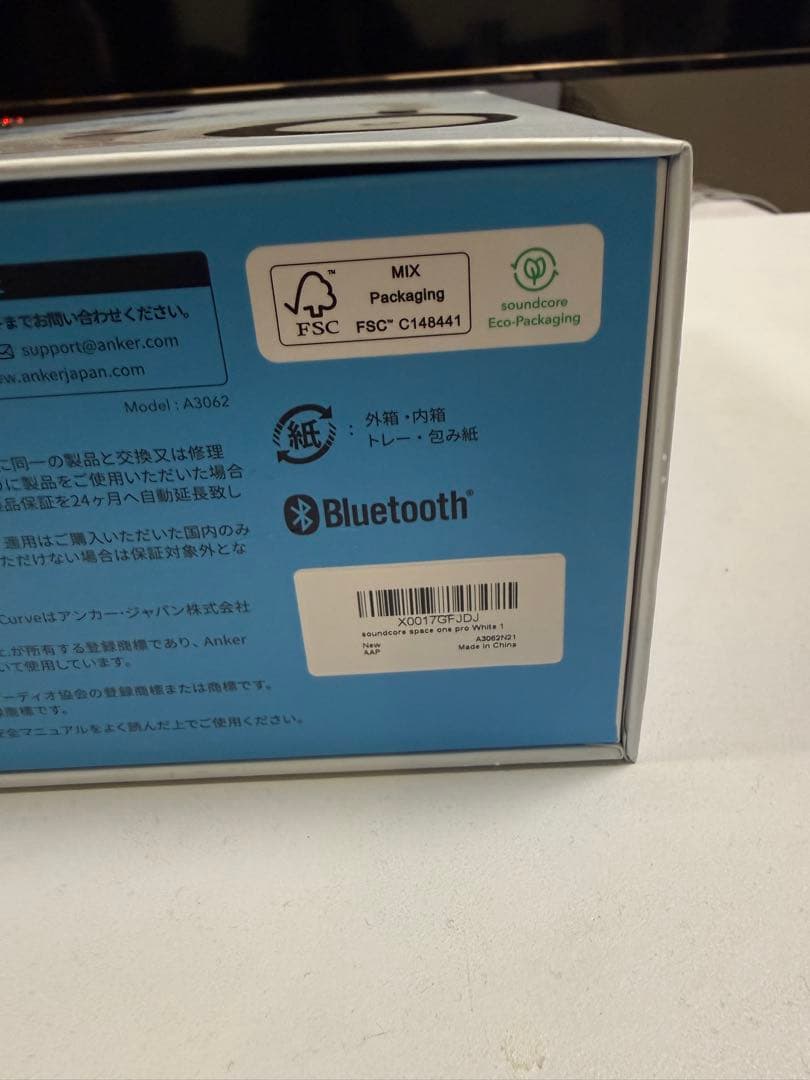 までお問い合わせください。
support@anker.com
w.ankerjapan.com
Model : A3062
に同一の製品と交換又は修理
に製品をご使用いただいた場合
品保証を24ヶ月へ自動延長致し
適用はご購入いただいた国内のみ
ただけない場合は保証対象外とな
Curveはアンカー・ジャパン株式会社
が所有する登録商標であり、Anker
いて使用しています。
ーディオ協会の登録商標または商標です。
商標です。
安全マニュアルをよく読んだ上でご使用ください。
FSC™
MIX
Packaging
FSC™ C148441
soundcore
Eco-Packaging
紙 : 外箱・内箱
トレー・包み紙
Bluetooth®
X0017GFJDJ
soundcore space one pro White 1
New A3062N21
AAP Made in China